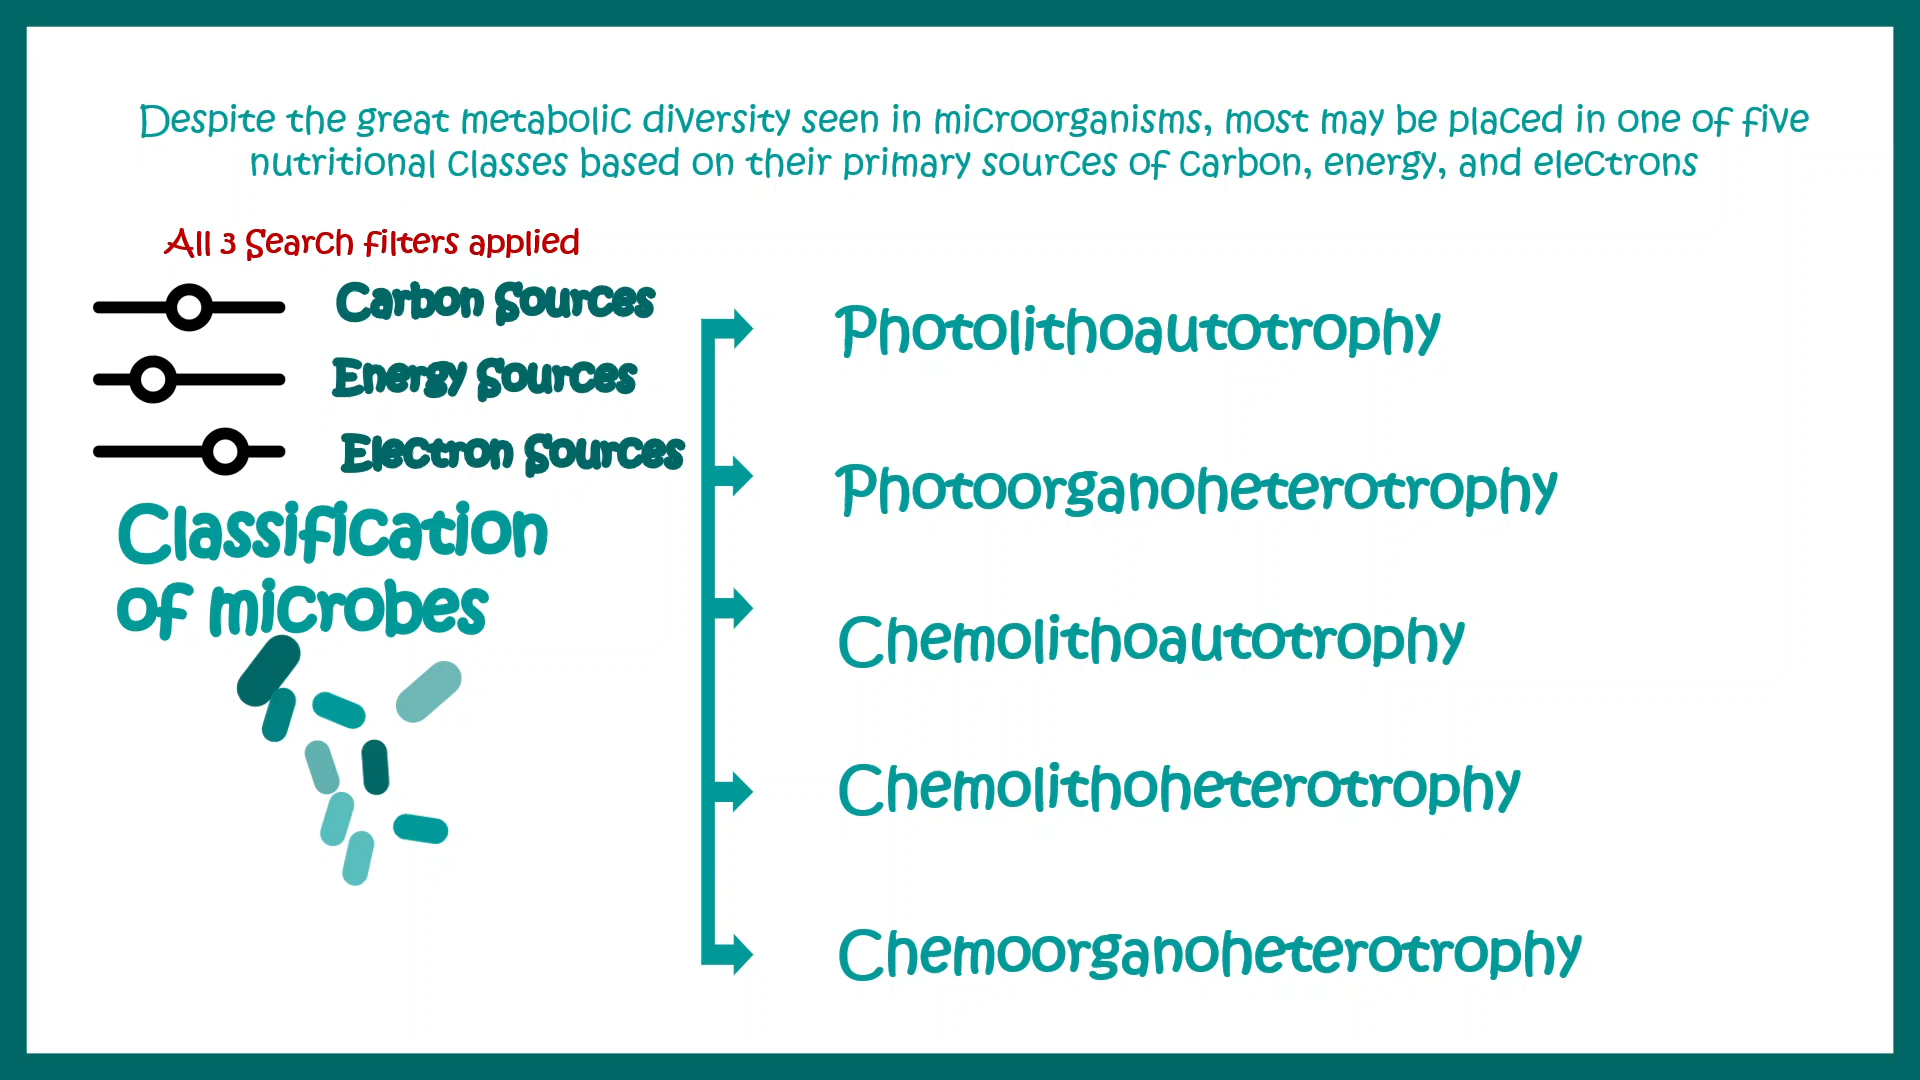 Despite the great metabolic diversity seen in microorganisms, most may be placed in one of five
nutritional classes based on their primary sources of carbon, energy, and electrons
All 3 Search filters applied
Carbon Sources
Energy Sources
Electron Sources
Classification
of microbes
Photolithoautotrophy
Photoorganoheterotrophy
Chemolithoautotrophy
Chemolithoheterotrophy
Chemoorganoheterotrophy